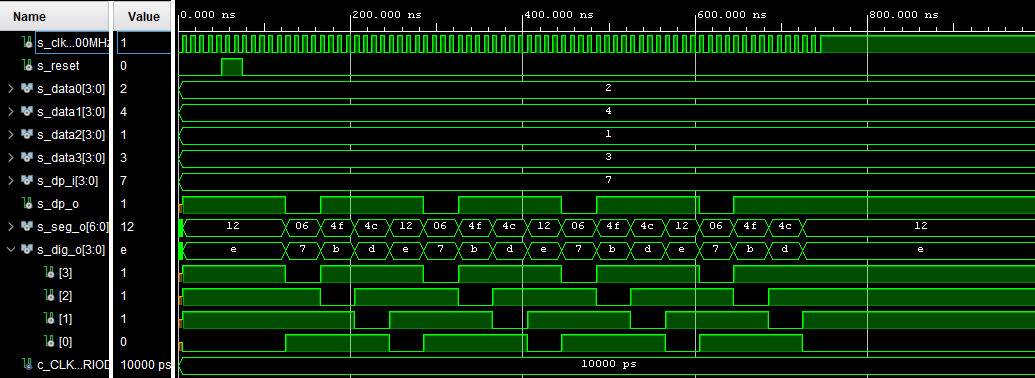 Name Value 0.000 ns 200.000 ns 400.000 ns 600.000 ns 800.000 ns
s_clk...00MHz 1
s_reset 0
s_data0[3:0] 2 2
s_data1[3:0] 4 4
s_data2[3:0] 1 1
s_data3[3:0] 3 3
s_dp_i[3:0] 7 7
s_dp_o 1
s_seg_o[6:0] 12 12 06 4f 4c 12 06 4f 4c 12 06 4f 4c 12 06 4f 4c 12
s_dig_o[3:0] e e 7 b d e 7 b d e 7 b d e 7 b d e
[3] 1
[2] 1
[1] 1
[0] 0
c_CLK...RIOD 10000 ps 10000 ps